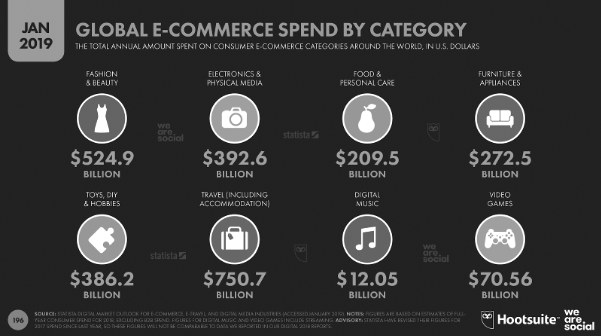 JAN
2019
GLOBAL E-COMMERCE SPEND BY CATEGORY
THE TOTAL ANNUAL AMOUNT SPENT ON CONSUMER E-COMMERCE CATEGORIES AROUND THE WORLD, IN U.S. DOLLARS
FASHION
& BEAUTY
ELECTRONICS &
PHYSICAL MEDIA
FOOD &
PERSONAL CARE
FURNITURE &
APPLIANCES
we
are.
social
statista
$524.9
BILLION
$392.6
BILLION
$209.5
BILLION
$272.5
BILLION
TOYS, DIY
& HOBBIES
TRAVEL (INCLUDING
ACCOMMODATION)
DIGITAL
MUSIC
VIDEO
GAMES
statista
we
are.
social
$386.2
BILLION
$750.7
BILLION
$12.05
BILLION
$70.56
BILLION
196
SOURCE: STATISTA DIGITAL MARKET OUTLOOK FOR E-COMMERCE, E-TRAVEL, AND DIGITAL MEDIA INDUSTRIES (ACCESSED JANUARY 2019). NOTES: FIGURES ARE BASED ON ESTIMATES OF FULL-
YEAR CONSUMER SPEND FOR 2018, EXCLUDING B2B SPEND. FIGURES FOR DIGITAL MUSIC AND VIDEO GAMES INCLUDE STREAMING. ADVISORY: STATISTA HAVE REVISED THEIR FIGURES FOR
2017 SPEND SINCE LAST YEAR, SO THESE FIGURES WILL NOT BE COMPARABLE TO DATA WE REPORTED IN OUR DIGITAL 2018 REPORTS.
Hootsuite™
we
are.
social